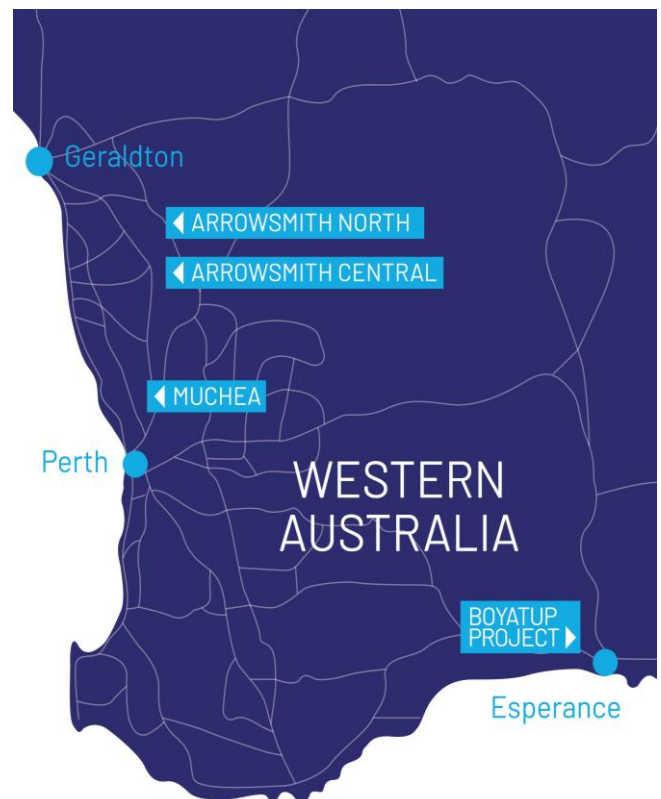 Geraldton
ARROWSMITH NORTH
ARROWSMITH CENTRAL
MUCHEA
Perth
WESTERN
AUSTRALIA
BOYATUP
PROJECT
Esperance